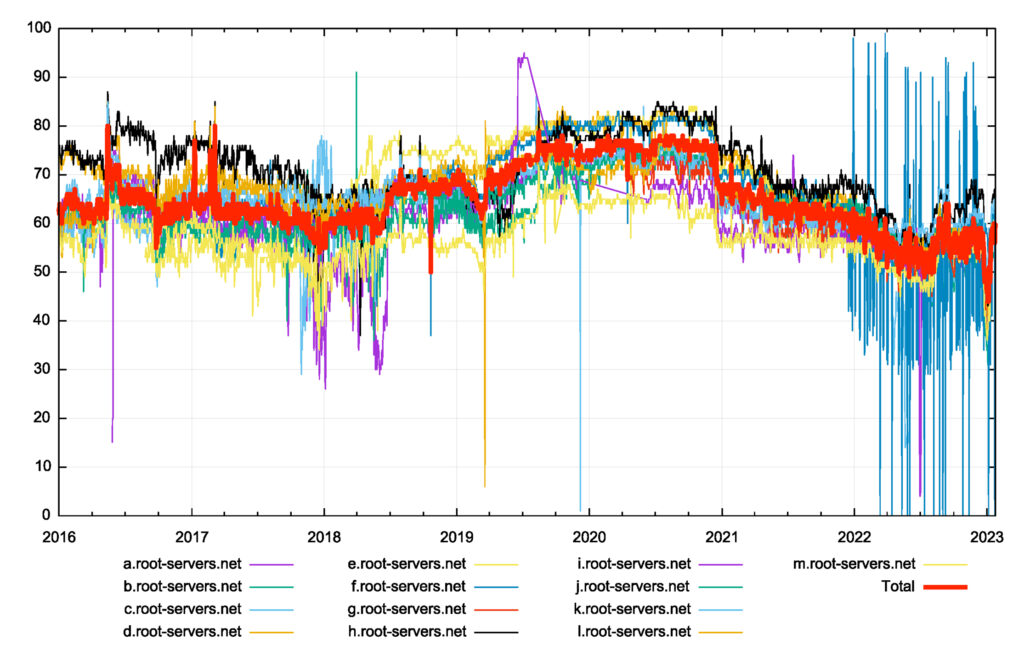 100
90
80
70
60
50
40
30
20
10
0
2016 2017 2018 2019 2020 2021 2022 2023
a.root-servers.net e.root-servers.net i.root-servers.net m.root-servers.net
b.root-servers.net f.root-servers.net j.root-servers.net Total
c.root-servers.net g.root-servers.net k.root-servers.net
d.root-servers.net h.root-servers.net l.root-servers.net